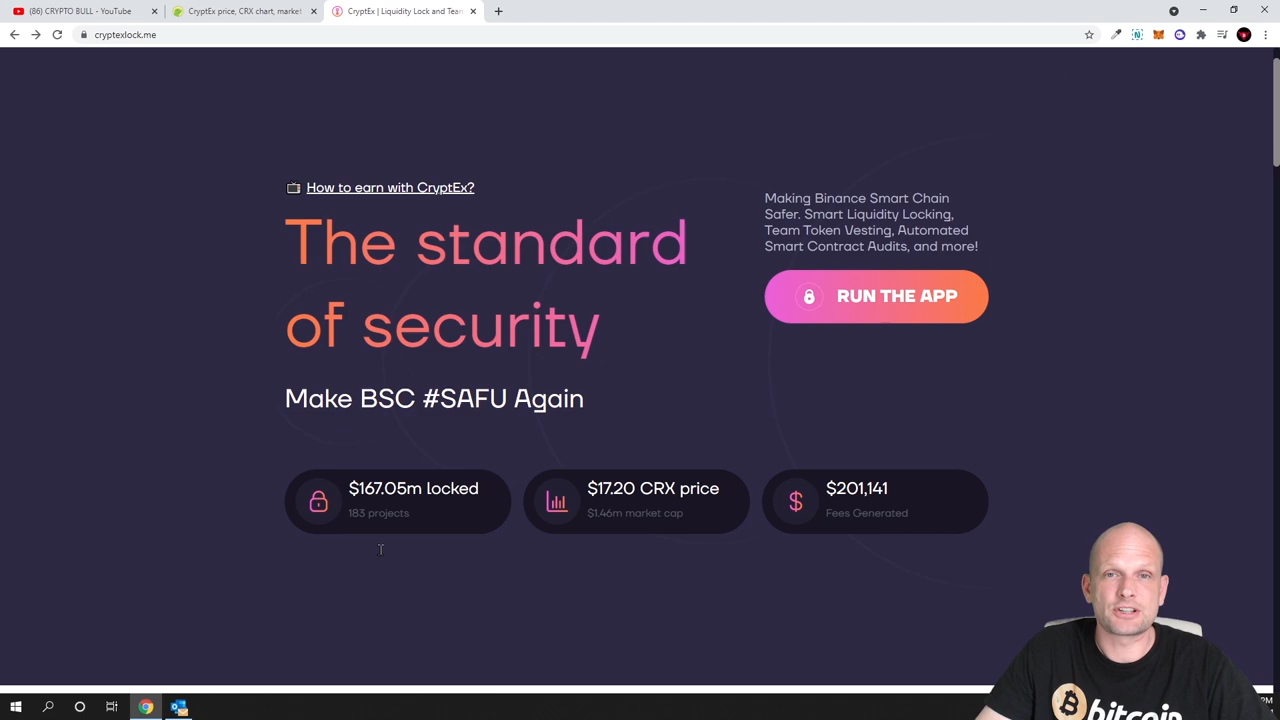 (86) CRYPTO BULL - YouTube
CryptEx price, CRX chart, market
CryptEx | Liquidity Lock and Team
cryptexlock.me
How to earn with CryptEx?
The standard
of security
Make BSC #SAFU Again
Making Binance Smart Chain
Safer. Smart Liquidity Locking,
Team Token Vesting, Automated
Smart Contract Audits, and more!
RUN THE APP
$167.05m locked
183 projects
$17.20 CRX price
$1.46m market cap
$201,141
Fees Generated
bitcoin